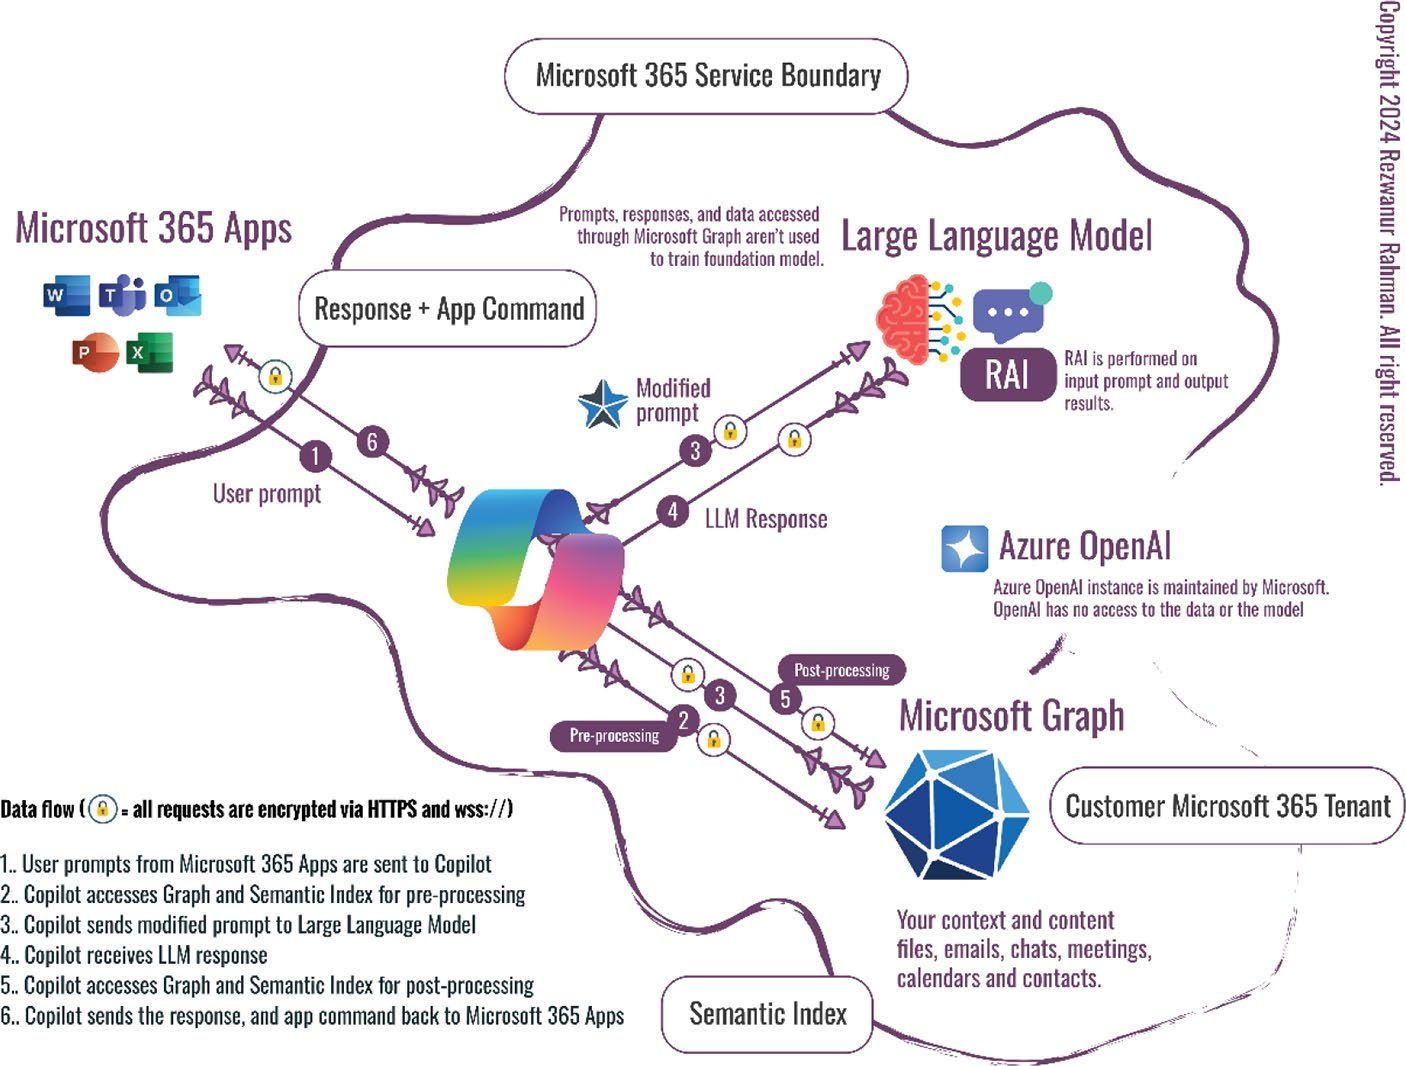 Microsoft 365 Service Boundary
Copyright 2024 Rezwanur Rahman. All right reserved.
Microsoft 365 Apps
W
T
O
P
X
Response + App Command
Prompts, responses, and data accessed
through Microsoft Graph aren't used
to train foundation model.
Large Language Model
RAI
RAI is performed on
input prompt and output
results.
Modified
prompt
3
4
LLM Response
6
1
User prompt
Azure OpenAI
Azure OpenAI instance is maintained by Microsoft.
OpenAI has no access to the data or the model
Post-processing
5
3
2
Pre-processing
Microsoft Graph
Customer Microsoft 365 Tenant
Your context and content
files, emails, chats, meetings,
calendars and contacts.
Semantic Index
Data flow ( = all requests are encrypted via HTTPS and wss://)
1.. User prompts from Microsoft 365 Apps are sent to Copilot
2.. Copilot accesses Graph and Semantic Index for pre-processing
3.. Copilot sends modified prompt to Large Language Model
4.. Copilot receives LLM response
5.. Copilot accesses Graph and Semantic Index for post-processing
6.. Copilot sends the response, and app command back to Microsoft 365 Apps